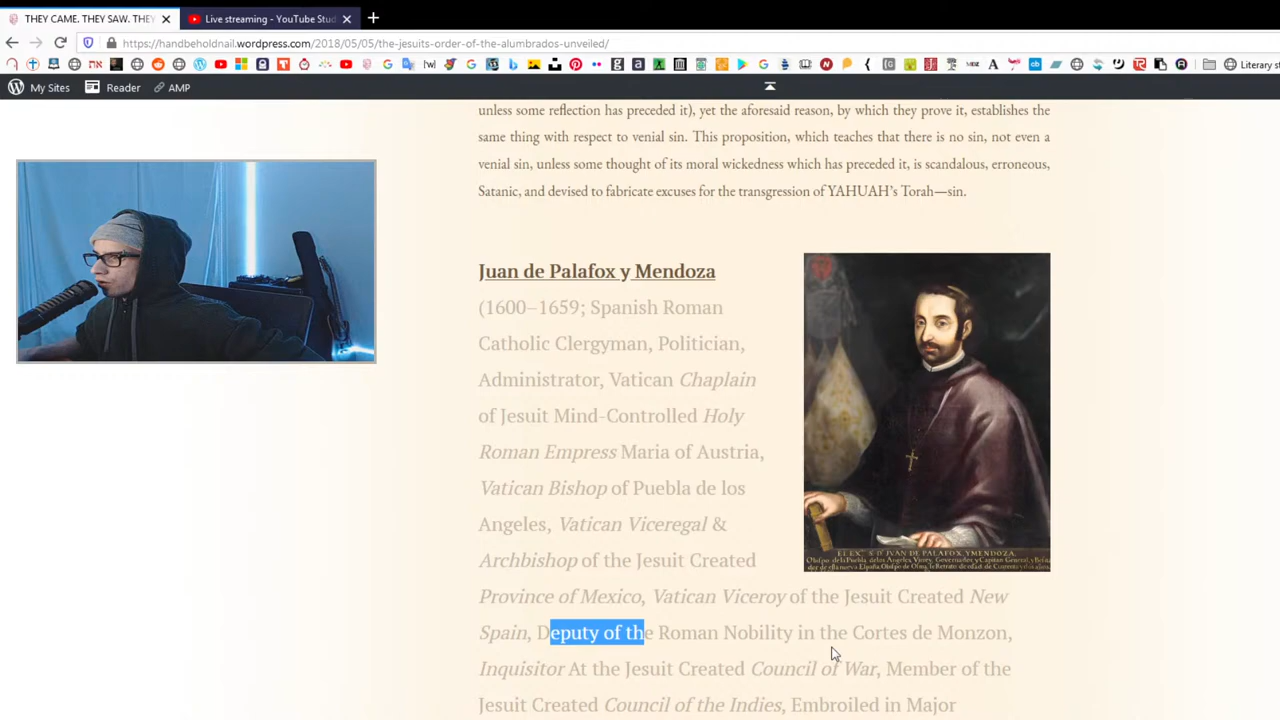 THEY CAME. THEY SAW. THEY
Live streaming - YouTube Stud
https://handbeholdnail.wordpress.com/2018/05/05/the-jesuits-order-of-the-alumbrados-unveiled/
Literary st
My Sites
Reader
AMP
unless some reflection has preceded it), yet the aforesaid reason, by which they prove it, establishes the
same thing with respect to venial sin. This proposition, which teaches that there is no sin, not even a
venial sin, unless some thought of its moral wickedness which has preceded it, is scandalous, erroneous,
Satanic, and devised to fabricate excuses for the transgression of YAHUAH's Torah—sin.
Juan de Palafox y Mendoza
(1600–1659; Spanish Roman
Catholic Clergyman, Politician,
Administrator, Vatican Chaplain
of Jesuit Mind-Controlled Holy
Roman Empress Maria of Austria,
Vatican Bishop of Puebla de los
Angeles, Vatican Viceregal &
Archbishop of the Jesuit Created
Province of Mexico, Vatican Viceroy of the Jesuit Created New
Spain, Deputy of the Roman Nobility in the Cortes de Monzon,
Inquisitor At the Jesuit Created Council of War, Member of the
Jesuit Created Council of the Indies, Embroiled in Major